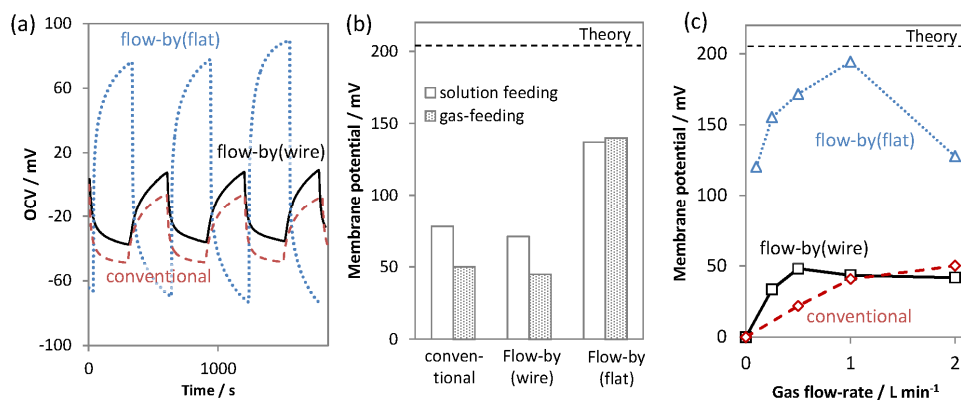 (a)
100
60
20
-20
-60
-100
OCV / mV
flow-by(flat)
flow-by(wire)
conventional
0
1000
Time / s
(b)
200
150
100
50
0
Membrane potential / mV
Theory
solution feeding
gas-feeding
conven-
tional
Flow-by
(wire)
Flow-by
(flat)
(c)
200
150
100
50
0
Membrane potential / mV
Theory
flow-by(flat)
flow-by(wire)
conventional
0
1
2
Gas flow-rate / L min⁻¹